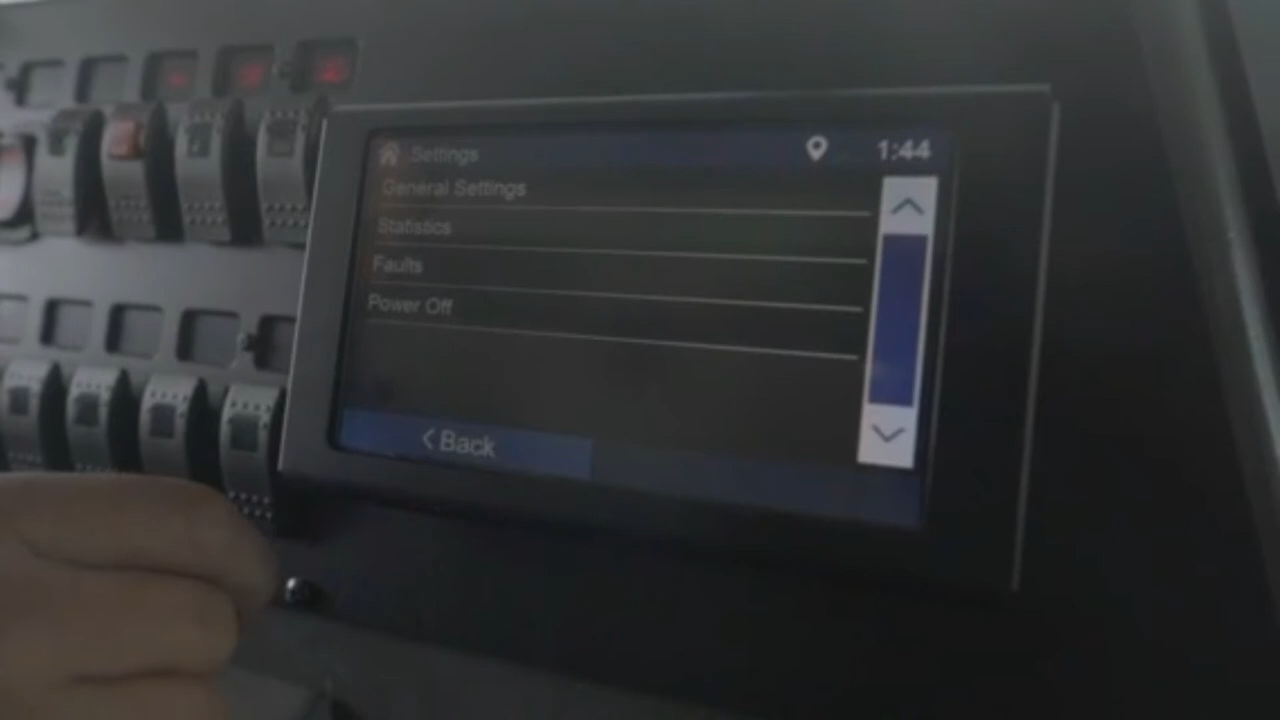 Settings
1:44
General Settings
Statistics
Faults
Power Off
Back